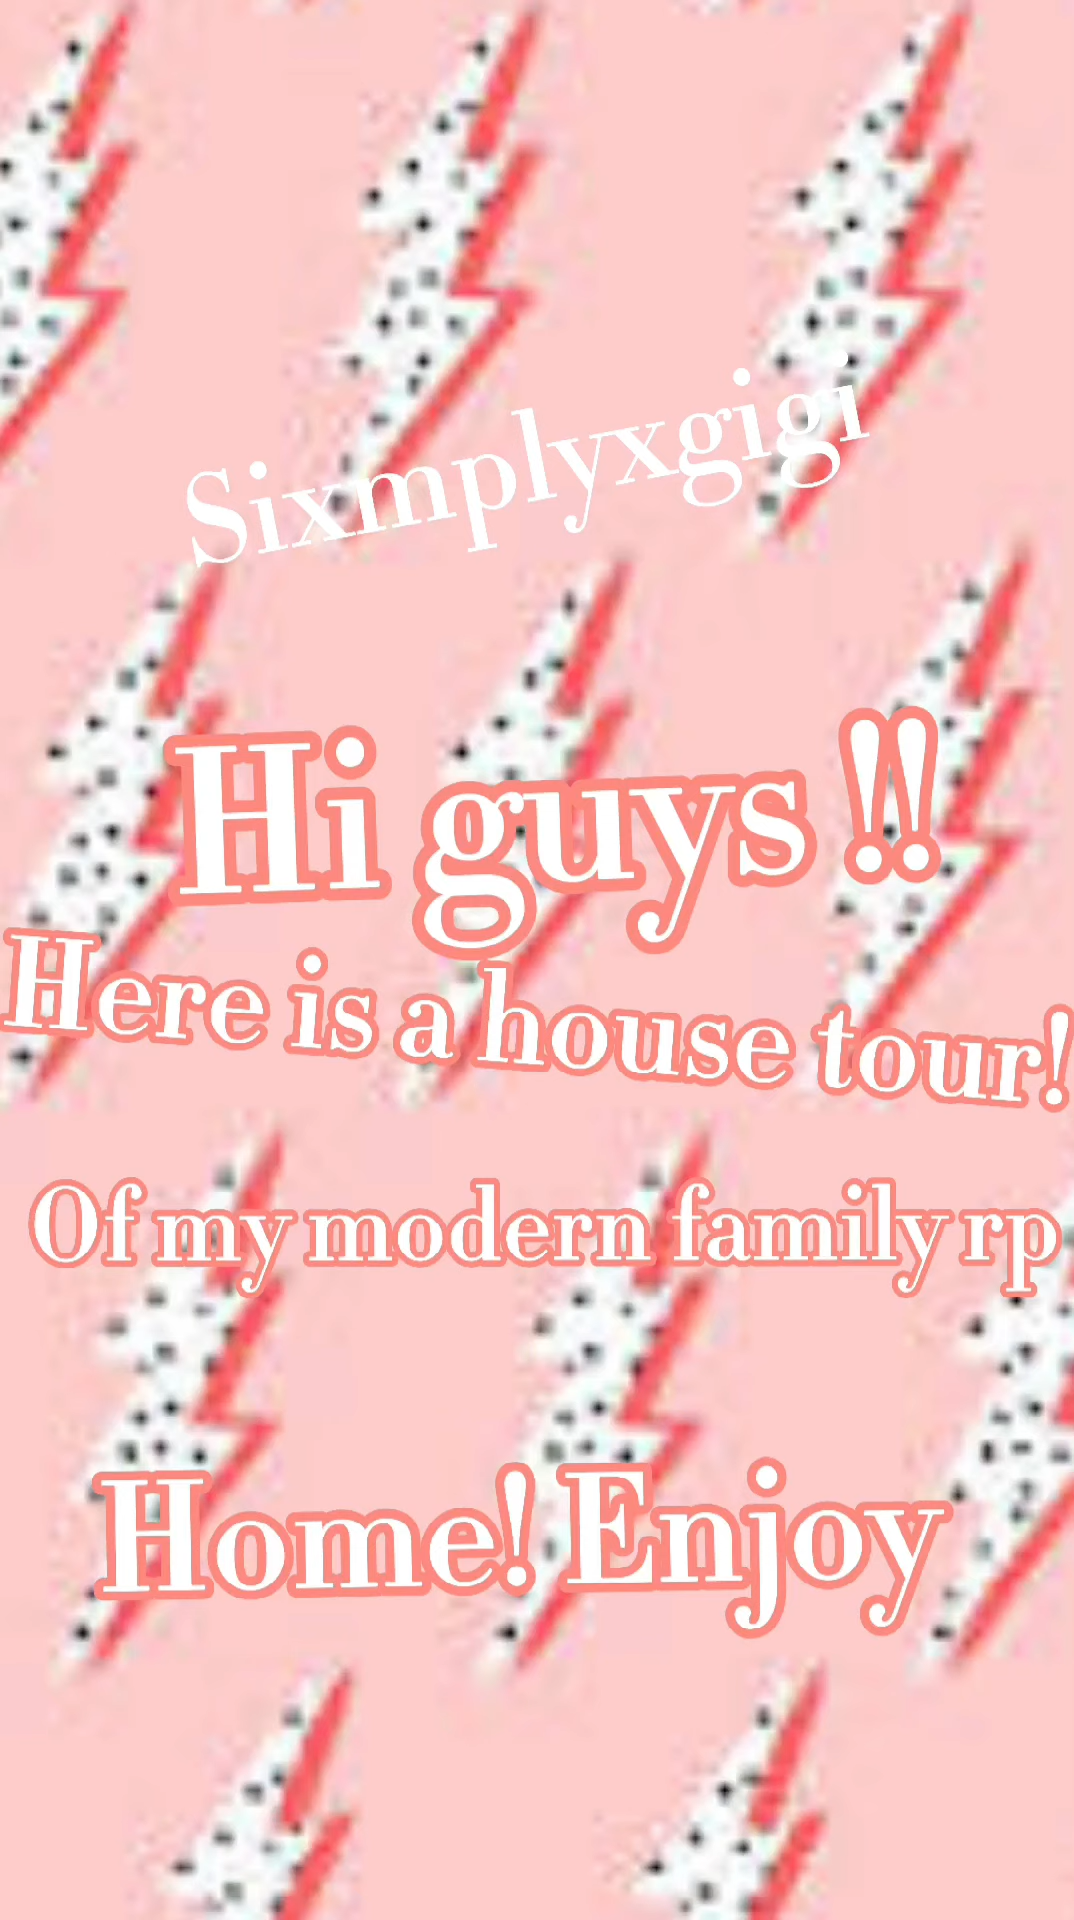 Sixmplyxgigi
Hi guys !!
Here is a house tour!
Of my modern family rp
Home! Enjoy